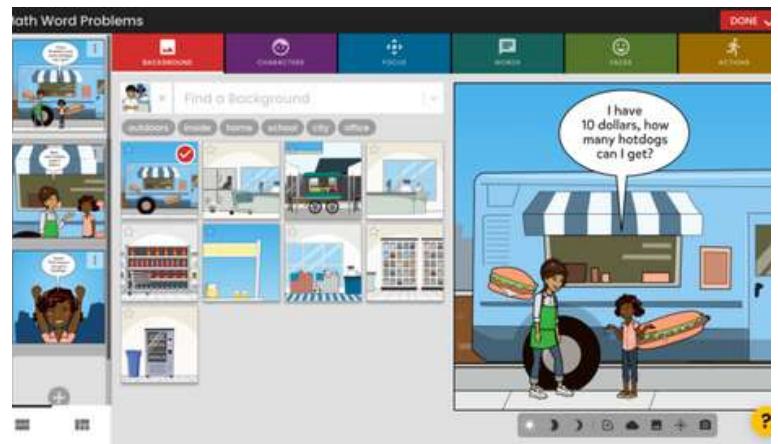 Math Word Problems
DONE
BACKGROUND
CHARACTERS
FOCUS
WORDS
FACES
ACTIONS
Find a Background
outdoors
inside
home
school
city
office
I have
10 dollars, how
many hotdogs
can I get?
?